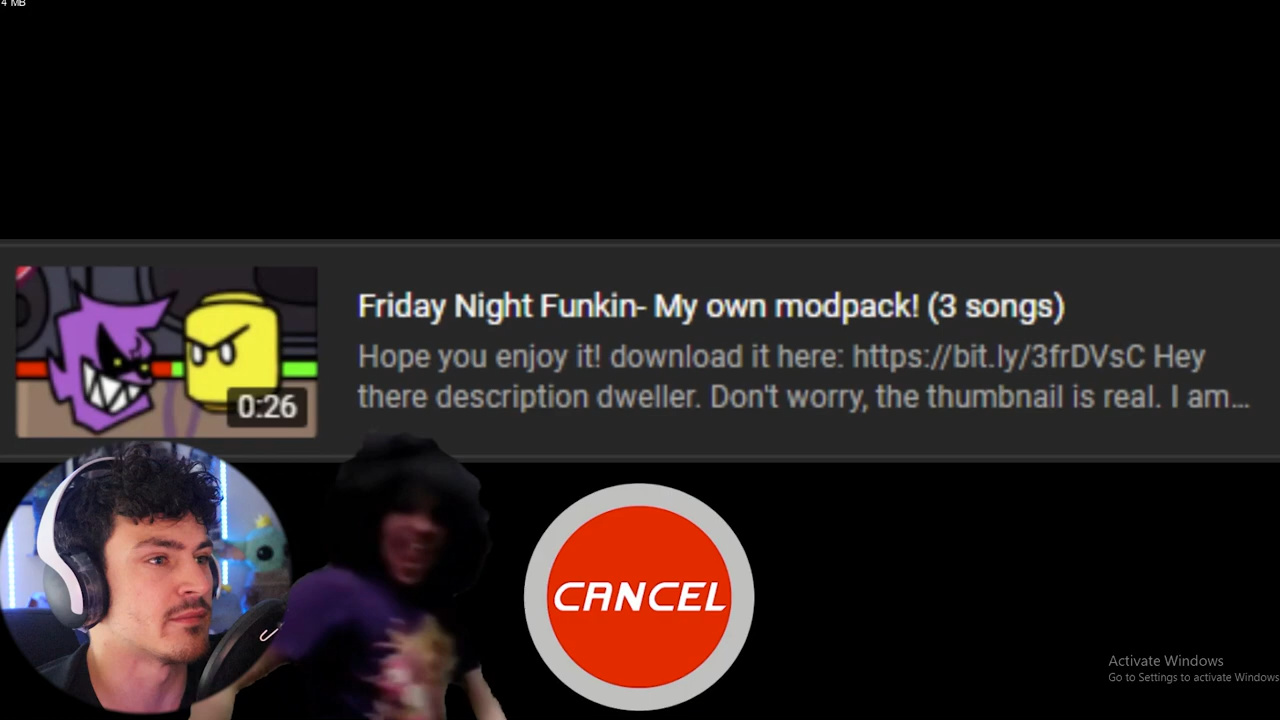 4 MB
Friday Night Funkin- My own modpack! (3 songs)
Hope you enjoy it! download it here: https://bit.ly/3frDVsC Hey
there description dweller. Don't worry, the thumbnail is real. I am...
0:26
CANCEL
Activate Windows
Go to Settings to activate Windows